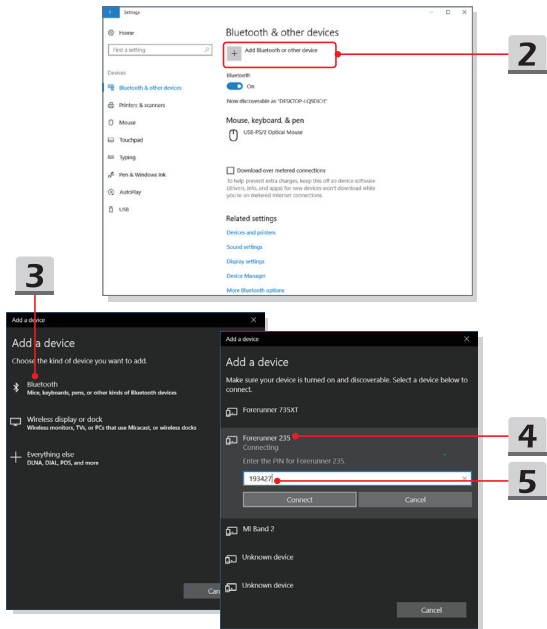 Settings
Home
Find a setting
Devices
Bluetooth & other devices
Printers & scanners
Mouse
Touchpad
Typing
Pen & Windows Ink
AutoPlay
USB
Bluetooth & other devices
Add Bluetooth or other device
2
Bluetooth
On
Now discoverable as "DESKTOP-LQ5DIC8"
Mouse, keyboard, & pen
USB-PS/2 Optical Mouse
Download over metered connections
To help prevent extra charges, keep this off so device software
(drivers, info, and apps) for new devices won't download while
you're on metered Internet connections.
Related settings
Devices and printers
Sound settings
Display settings
Device Manager
More Bluetooth options
3
Add a device
Add a device
Choose the kind of device you want to add.
Bluetooth
Mice, keyboards, pens, or other kinds of Bluetooth devices
Wireless display or dock
Wireless monitors, TVs, or PCs that use Miracast, or wireless docks
Everything else
DLNA, DIAL, POS, and more
Can
Add a device
Add a device
Make sure your device is turned on and discoverable. Select a device below to
connect.
Forerunner 735XT
Forerunner 235
4
Connecting
Enter the PIN for Forerunner 235.
193427
5
Connect
Cancel
MI Band 2
Unknown device
Unknown device
Cancel